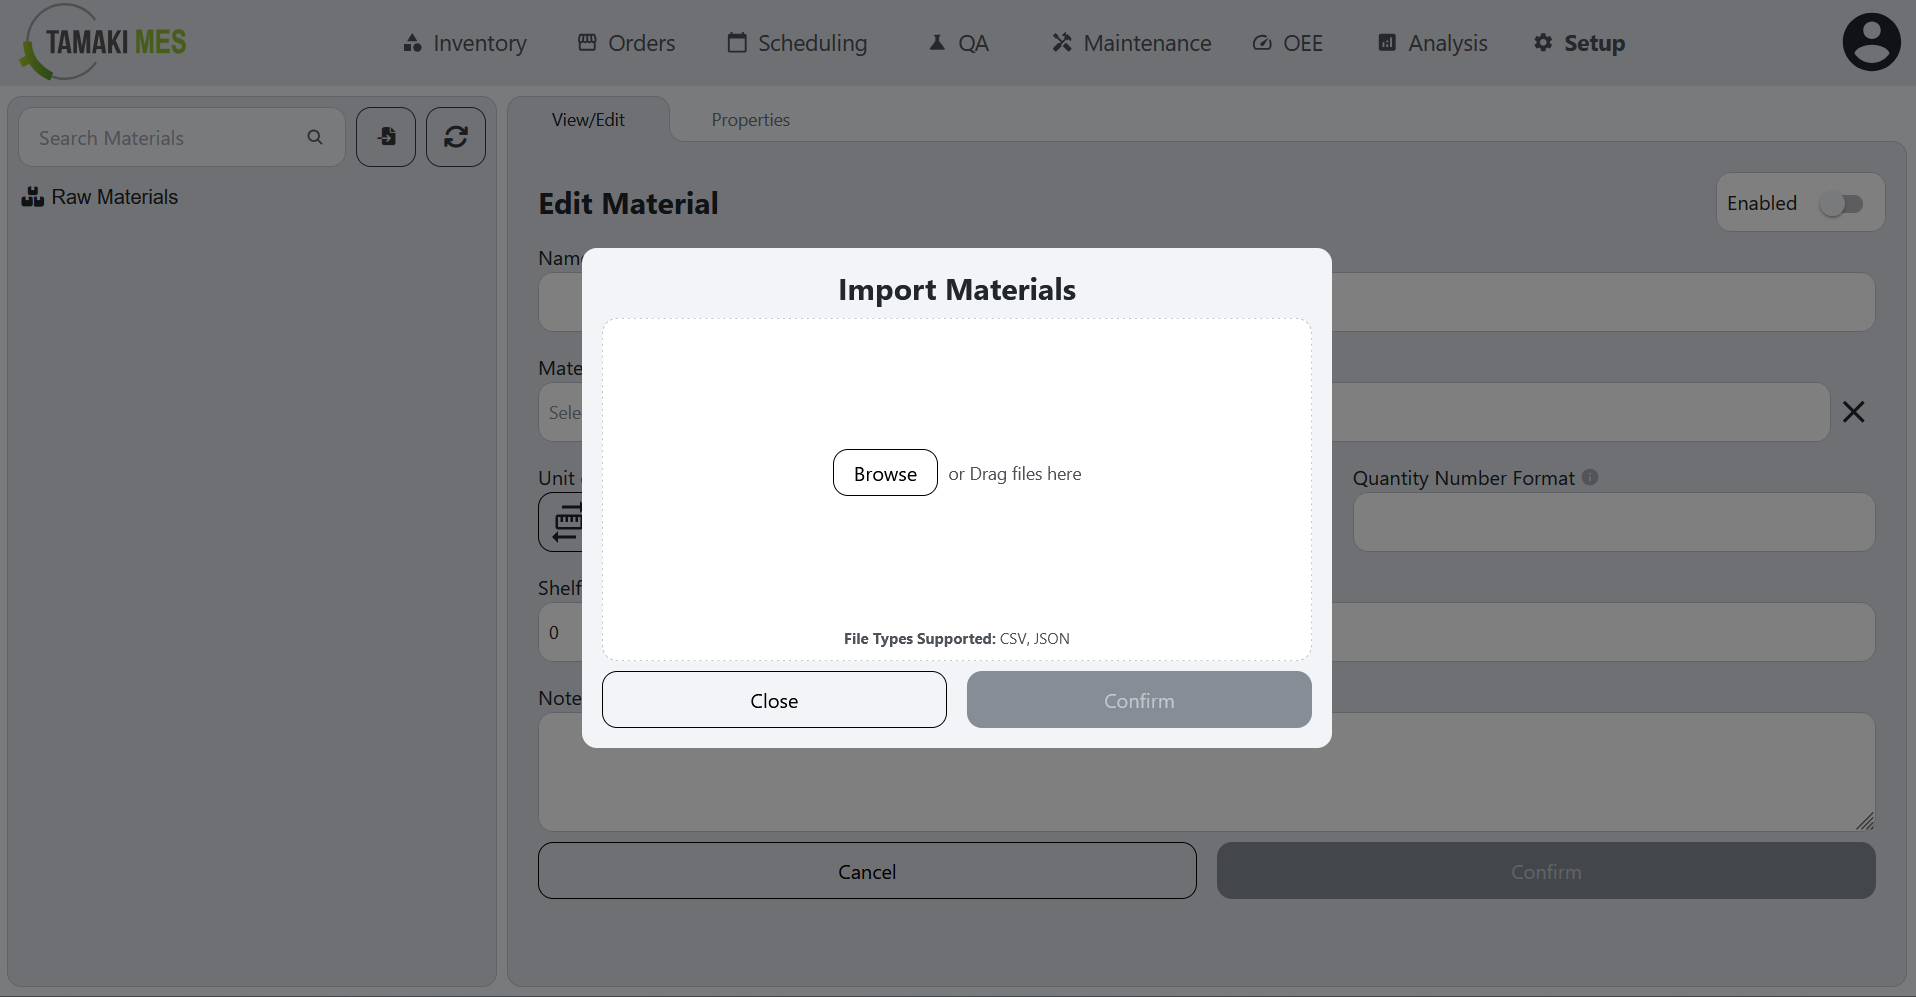 TAMAKI MES
Inventory
Orders
Scheduling
QA
Maintenance
OEE
Analysis
Setup
Search Materials
Raw Materials
View/Edit
Properties
Edit Material
Enabled
Nam
Import Materials
Mate
Sele
Browse or Drag files here
Unit
Quantity Number Format
Shelf
0
File Types Supported: CSV, JSON
Note
Close
Confirm
Cancel
Confirm